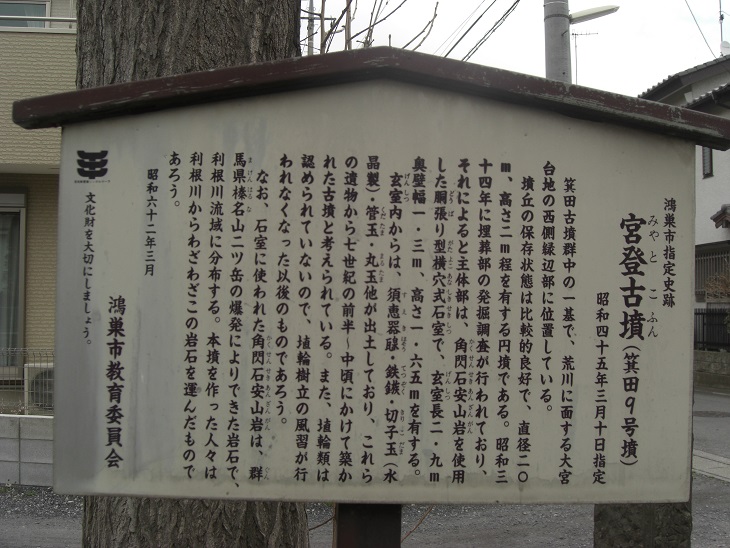 鴻巣市指定史跡
みやとこふん
宮登古墳(箕田9号墳)
昭和四十五年三月十日指定
箕田古墳群中の一基で、荒川に面する大宮
台地の西側縁辺部に位置している。
墳丘の保存状態は比較的良好で、直径二〇
m、高さ二m程を有する円墳である。昭和三
十四年に埋葬部の発掘調査が行われており、
それによると主体部は、角閃石安山岩を使用
した胴張り型横穴式石室で、玄室長二・九m
奥壁幅一・三m、高さ一・六五mを有する。
玄室内からは、須恵器𤭯・鉄鏃・切子玉(水
晶製)・管玉・丸玉他が出土しており、これら
の遺物から七世紀の前半~中頃にかけて築か
れた古墳と考えられている。また、埴輪類は
認められていないので、埴輪樹立の風習が行
われなくなった以後のものであろう。
なお、石室に使われた角閃石安山岩は、群
馬県榛名山二ツ岳の爆発によりできた岩石で、
利根川流域に分布する。本墳を作った人々は
利根川からわざわざこの岩石を運んだもので
あろう。
昭和六十二年三月
鴻巣市教育委員会
文化財を大切にしましょう。